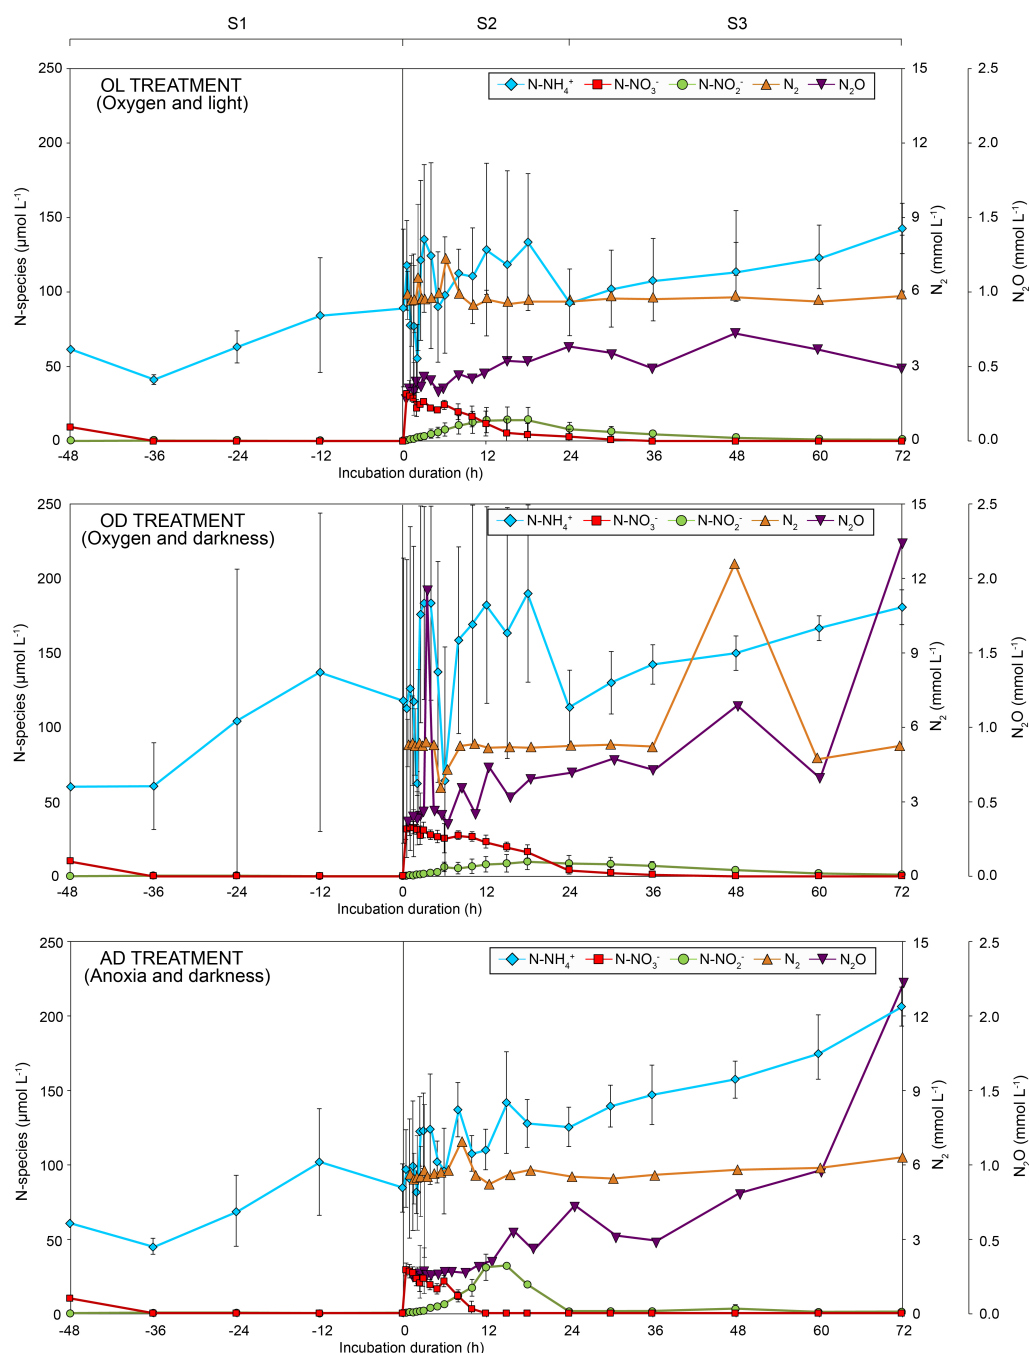 S1 S2 S3
OL TREATMENT
(Oxygen and light)
N-NH₄⁺ N-NO₃⁻ N-NO₂⁻ N₂ N₂O
250 200 150 100 50 0
N-species (µmol L⁻¹)
15 12 9 6 3 0
N₂ (mmol L⁻¹)
2.5 2.0 1.5 1.0 0.5 0.0
N₂O (mmol L⁻¹)
-48 -36 -24 -12 0 12 24 36 48 60 72
Incubation duration (h)
OD TREATMENT
(Oxygen and darkness)
N-NH₄⁺ N-NO₃⁻ N-NO₂⁻ N₂ N₂O
250 200 150 100 50 0
N-species (µmol L⁻¹)
15 12 9 6 3 0
N₂ (mmol L⁻¹)
2.5 2.0 1.5 1.0 0.5 0.0
N₂O (mmol L⁻¹)
-48 -36 -24 -12 0 12 24 36 48 60 72
Incubation duration (h)
AD TREATMENT
(Anoxia and darkness)
N-NH₄⁺ N-NO₃⁻ N-NO₂⁻ N₂ N₂O
250 200 150 100 50 0
N-species (µmol L⁻¹)
15 12 9 6 3 0
N₂ (mmol L⁻¹)
2.5 2.0 1.5 1.0 0.5 0.0
N₂O (mmol L⁻¹)
-48 -36 -24 -12 0 12 24 36 48 60 72
Incubation duration (h)